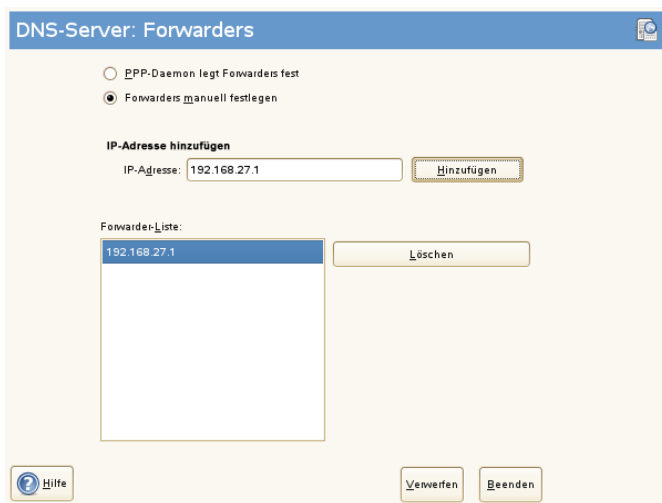 DNS-Server: Forwarders
PPP-Daemon legt Forwarders fest
Forwarders manuell festlegen
IP-Adresse hinzufügen
IP-Adresse: 192.168.27.1 Hinzufügen
Forwarder-Liste:
192.168.27.1 Löschen
Hilfe Verwerfen Beenden